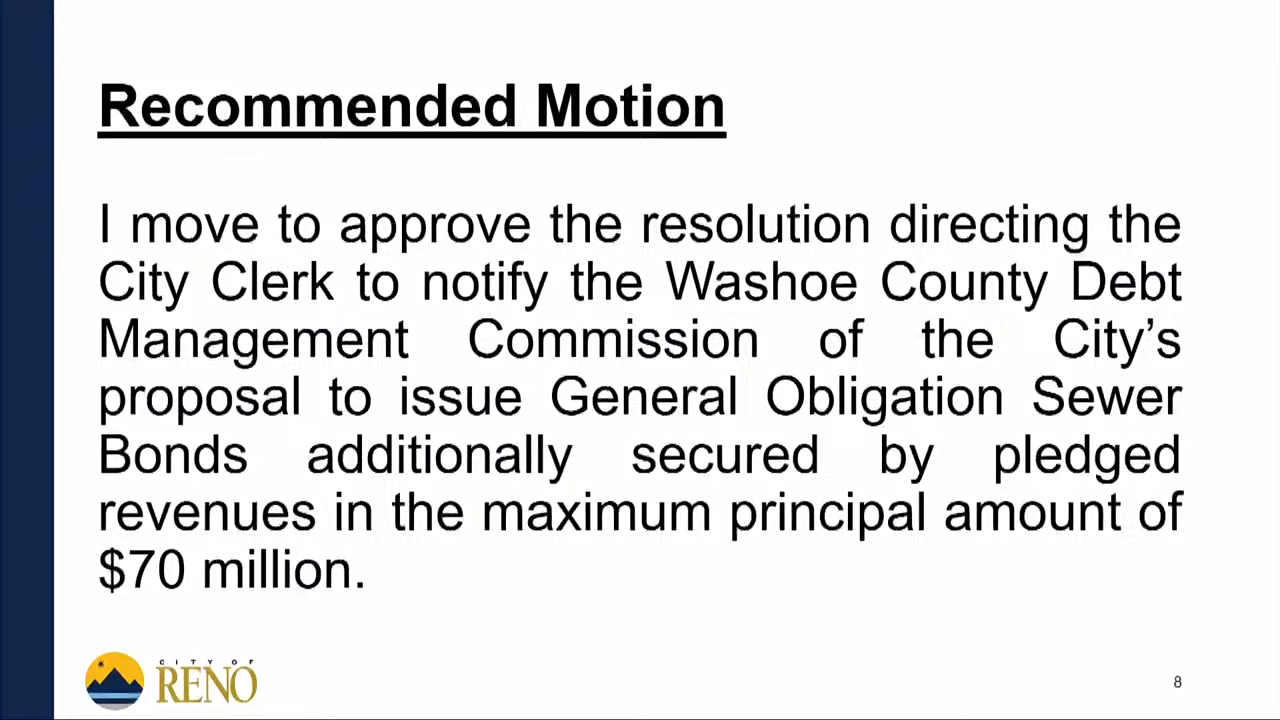 Recommended Motion
I move to approve the resolution directing the
City Clerk to notify the Washoe County Debt
Management Commission of the City’s
proposal to issue General Obligation Sewer
Bonds additionally secured by pledged
revenues in the maximum principal amount of
$70 million.
CITY OF
RENO
8